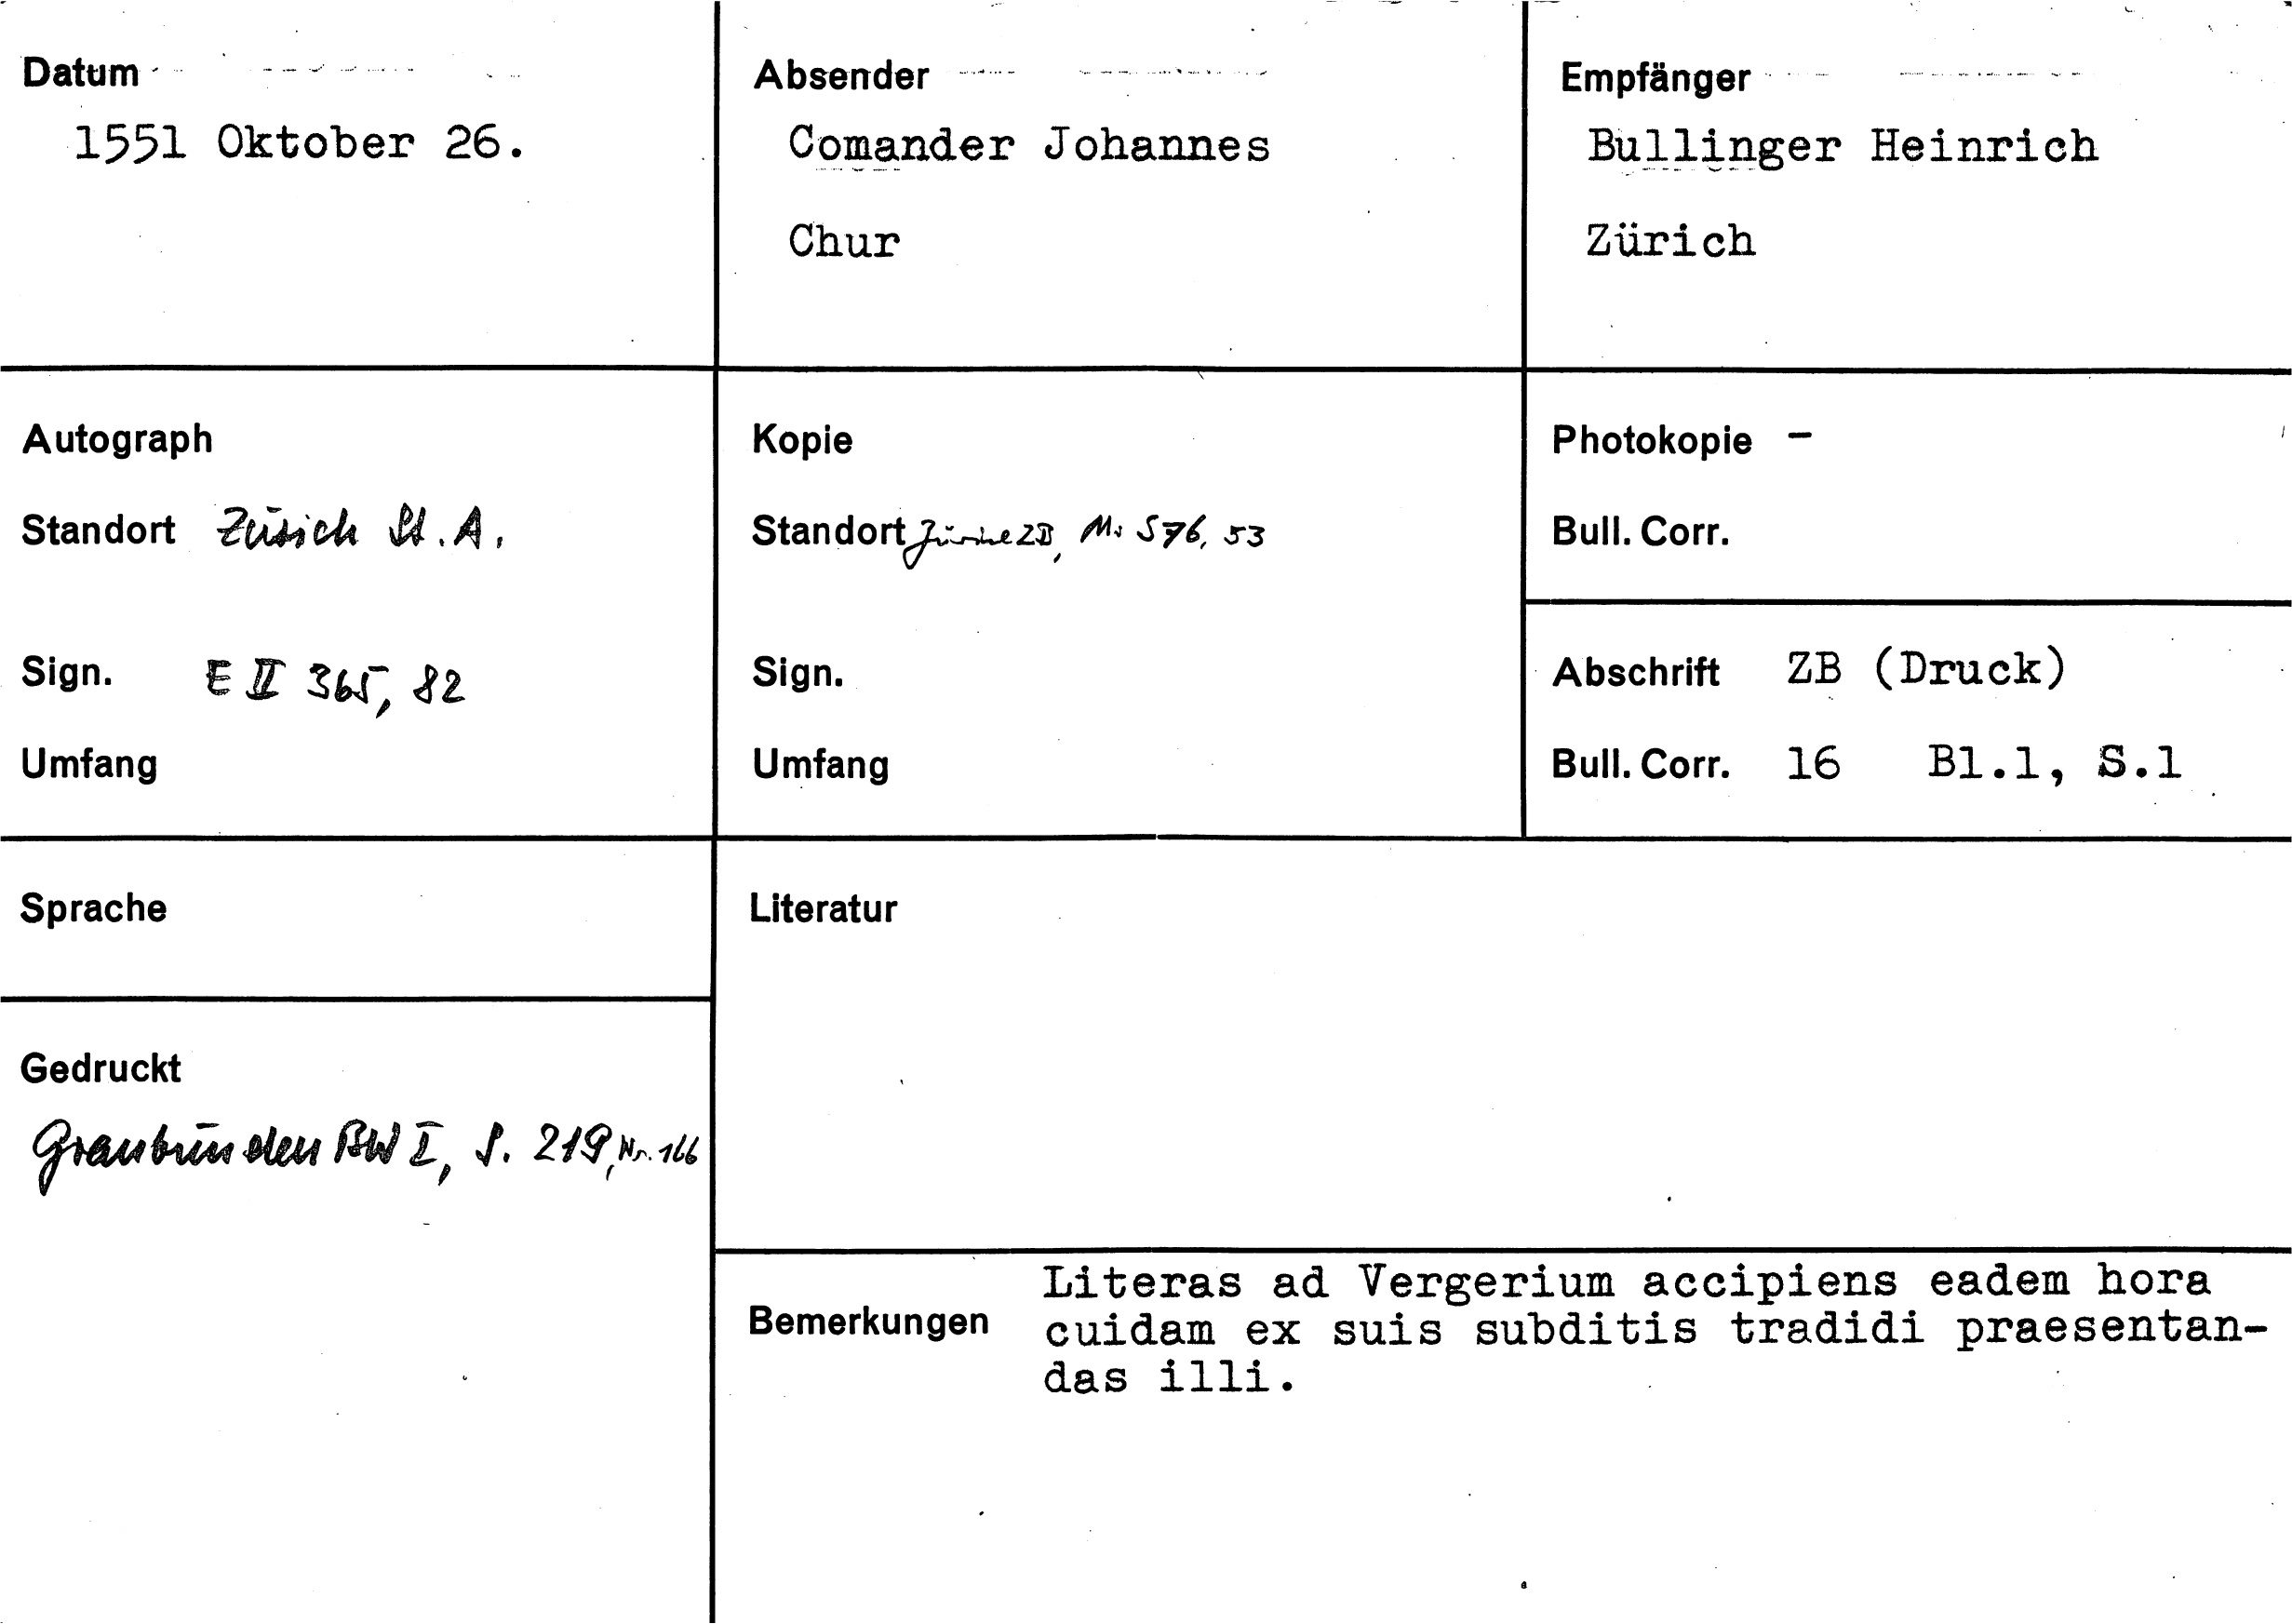 Datum
1551 Oktober 26.
Absender
Comander Johannes
Chur
Empfänger
Bullinger Heinrich
Zürich
Autograph
Standort Zürich St. A.
Sign. E II 365, 82
Umfang
Kopie
Standort Zürich ZB, Ms S 76, 53
Sign.
Umfang
Photokopie -
Bull. Corr.
Abschrift ZB (Druck)
Bull. Corr. 16 Bl.1, S.1
Sprache
Gedruckt
Graubünden BW I, S. 219, Nr. 166
Literatur
Bemerkungen
Literas ad Vergerium accipiens eadem hora
cuidam ex suis subditis tradidi praesentan-
das illi.